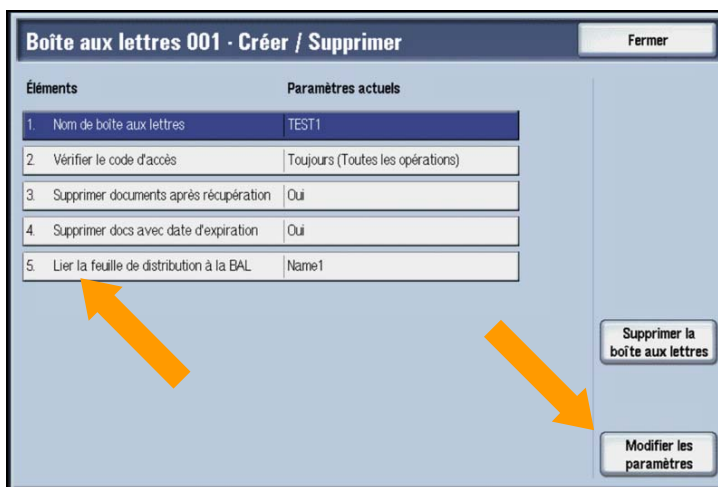 Boîte aux lettres 001 · Créer / Supprimer
Fermer
Éléments Paramètres actuels
1. Nom de boîte aux lettres TEST1
2. Vérifier le code d'accès Toujours (Toutes les opérations)
3. Supprimer documents après récupération Oui
4. Supprimer docs avec date d'expiration Oui
5. Lier la feuille de distribution à la BAL Name1
Supprimer la
boîte aux lettres
Modifier les
paramètres